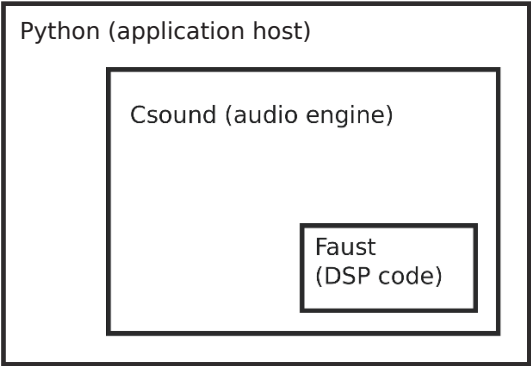 Python (application host)
Csound (audio engine)
Faust
(DSP code)